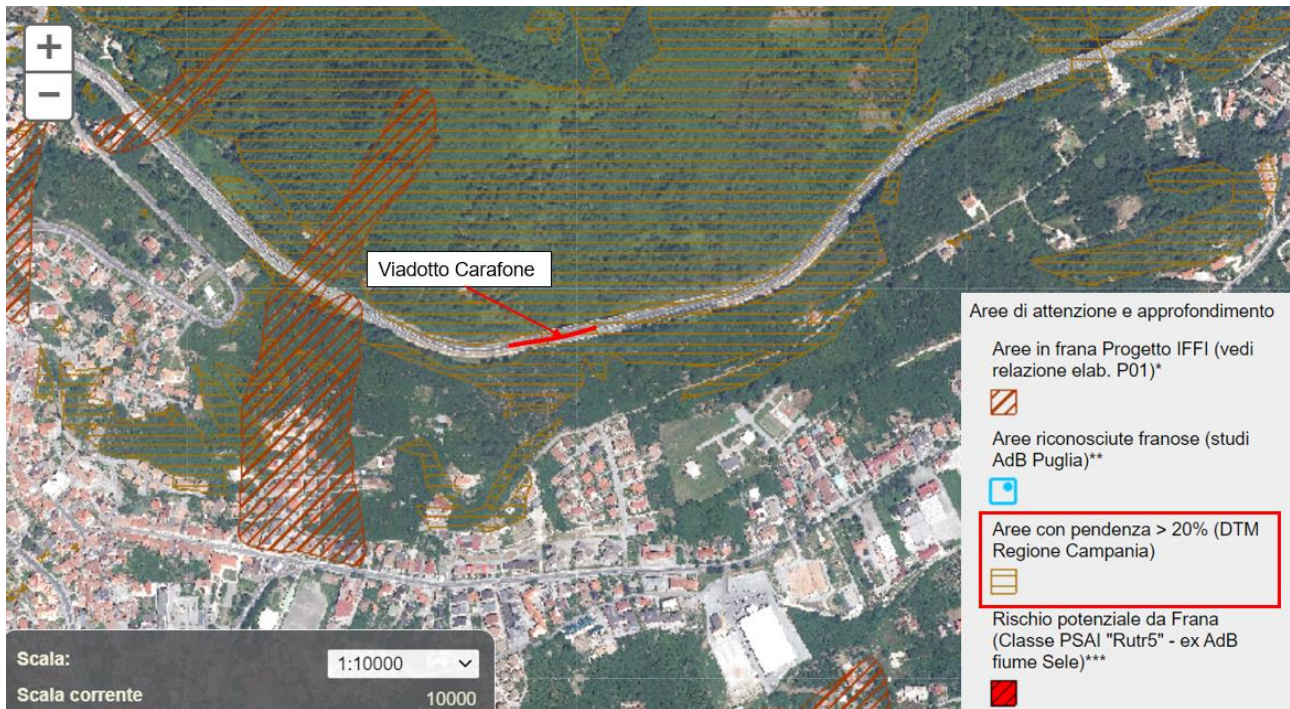 +
−
Viadotto Carafone
Aree di attenzione e approfondimento
Aree in frana Progetto IFFI (vedi
relazione elab. P01)*
Aree riconosciute franose (studi
AdB Puglia)**
Aree con pendenza > 20% (DTM
Regione Campania)
Rischio potenziale da Frana
(Classe PSAI "Rutr5" - ex AdB
fiume Sele)***
Scala:
1:10000
Scala corrente
10000